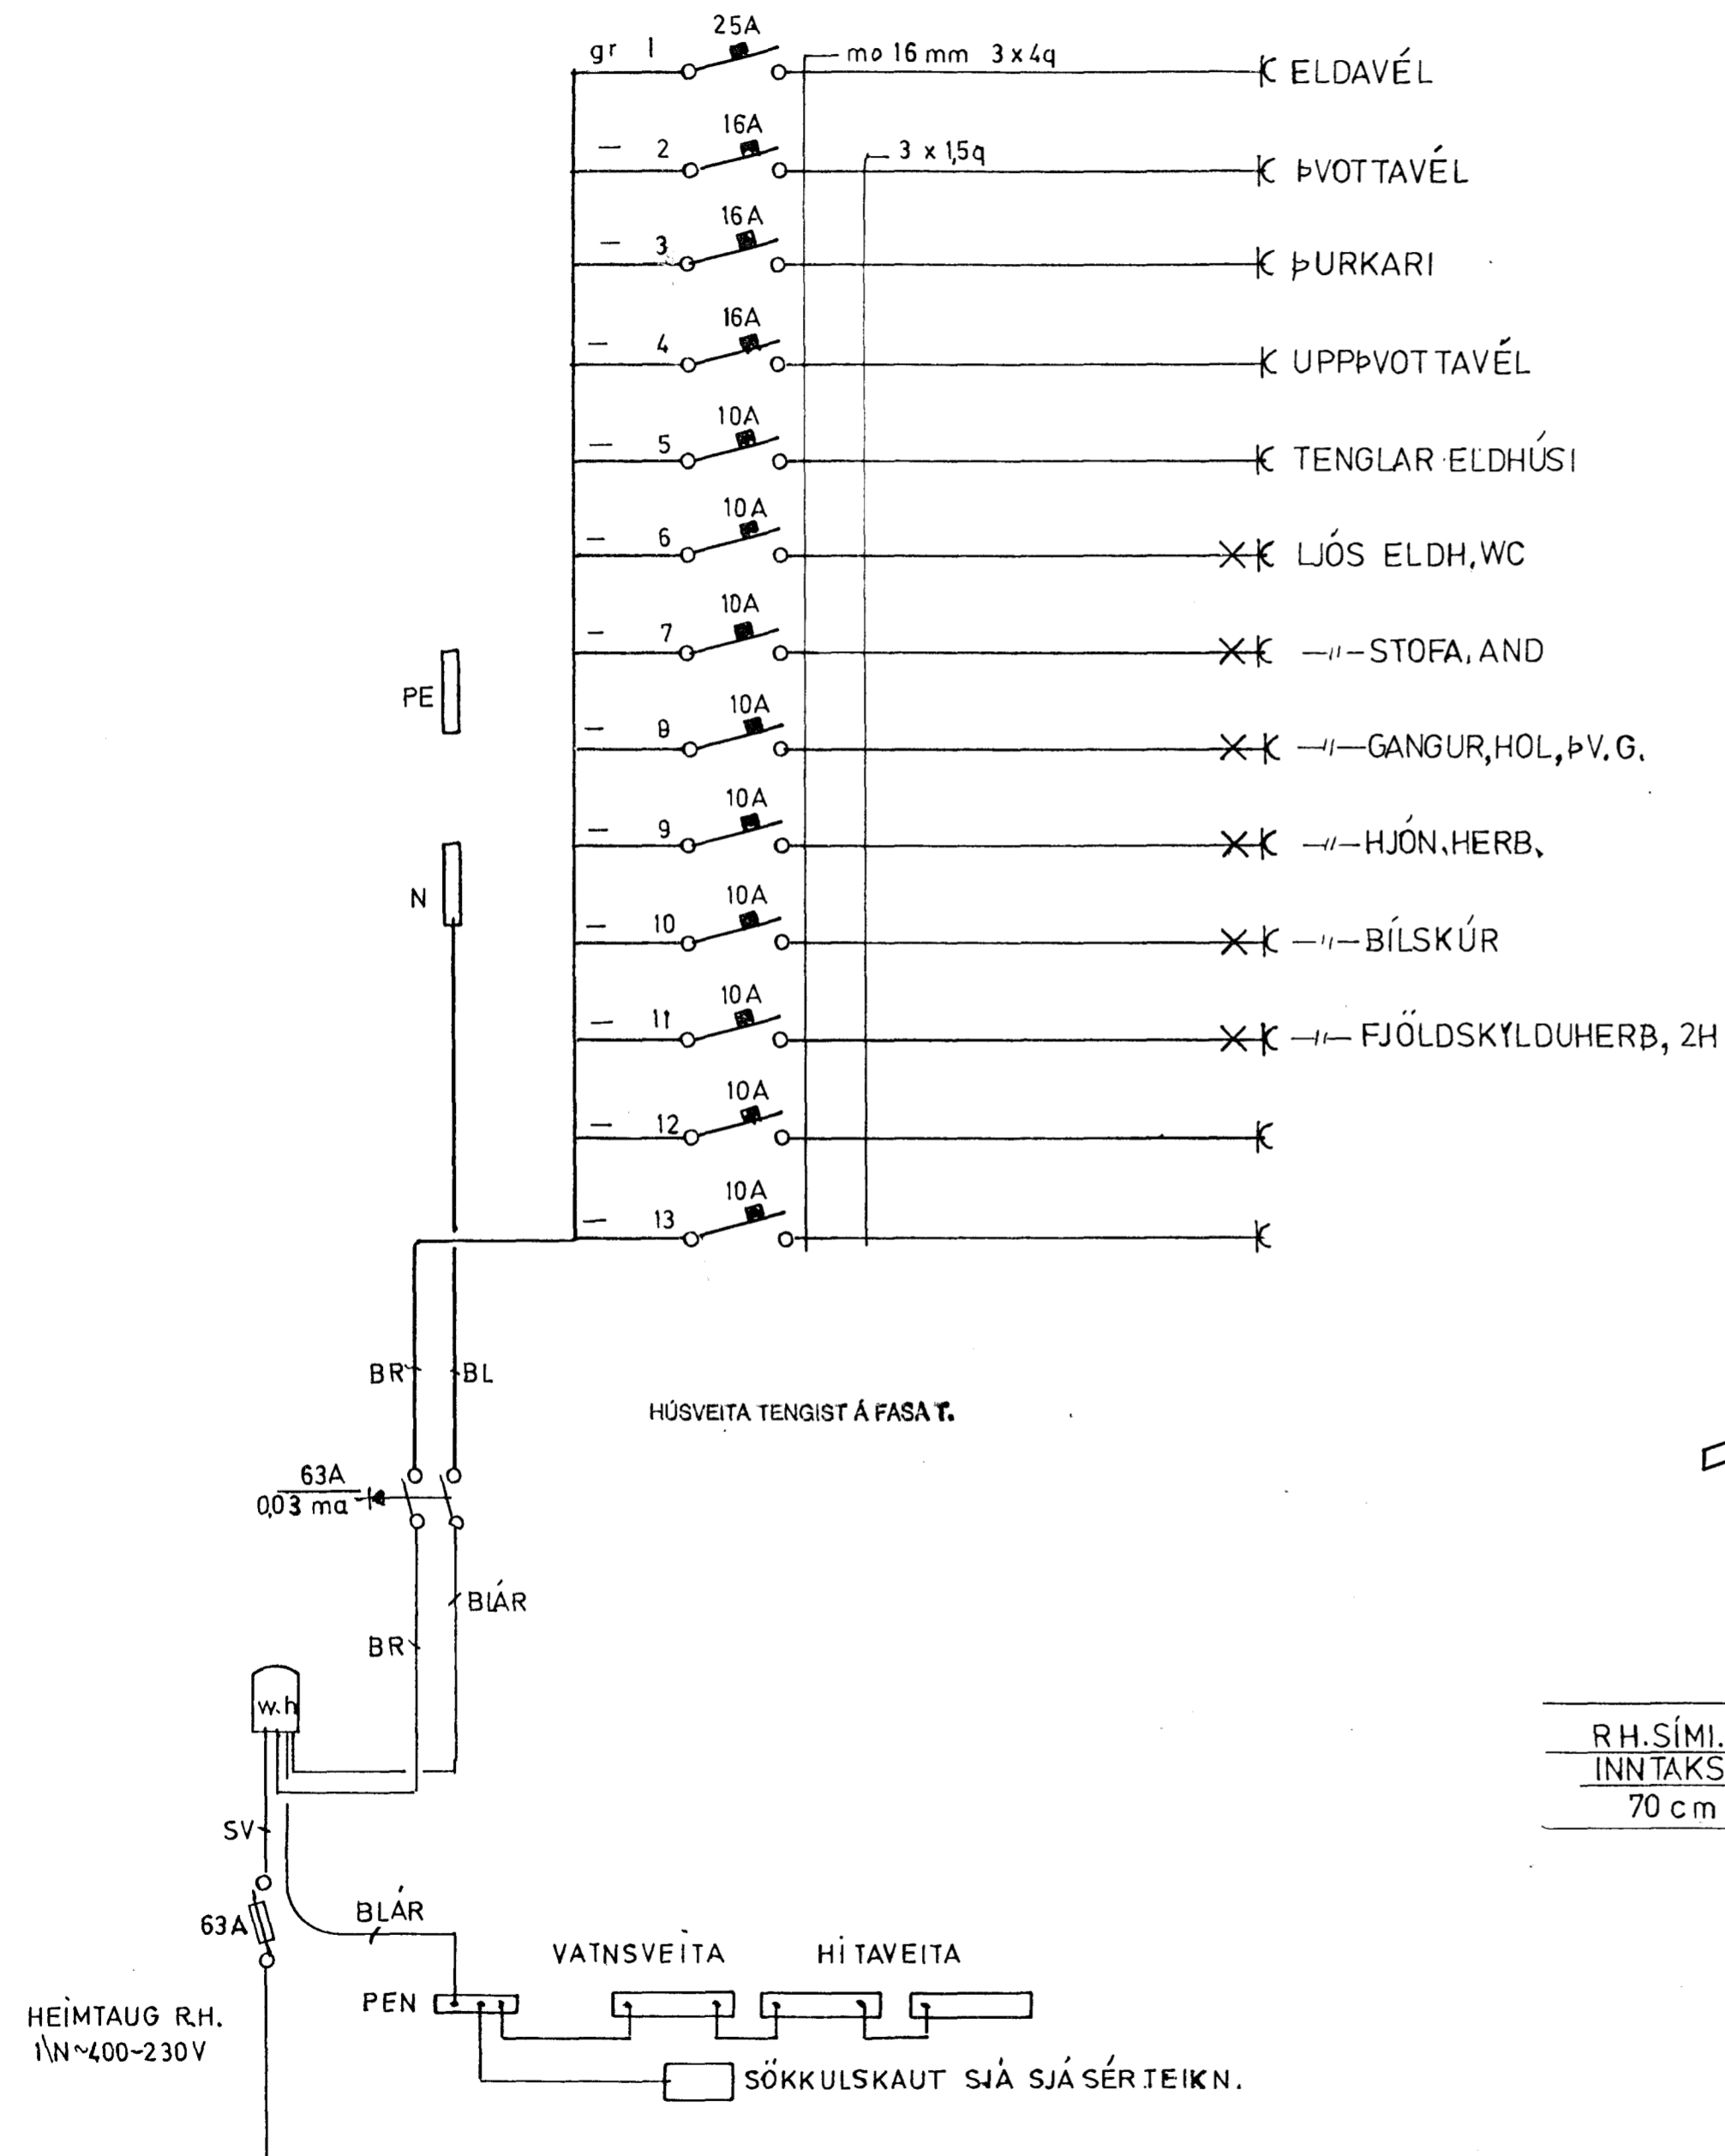 25A
gr 1 mo 16 mm 3 x 4q ELDAVÉL
16A
— 2 3 x 1,5q ÞVOTTAVÉL
16A
— 3 ÞURKARI
16A
— 4 UPPÞVOTTAVÉL
10A
— 5 TENGLAR ELDHÚSI
10A
— 6 LJÓS ELDH, WC
10A
— 7 —〃— STOFA, AND
PE
10A
— 8 —〃— GANGUR, HOL, ÞV. G.
10A
— 9 —〃— HJÓN. HERB.
N
10A
— 10 —〃— BÍLSKÚR
10A
— 11 —〃— FJÖLDSKYLDUHERB, 2H
10A
— 12
10A
— 13
BR BL
HÚSVEITA TENGIST Á FASA T.
63A
0,03 ma
BLÁR
BR
w.h
RH. SÍMI.
INNTAKS
70 cm
SV
63A
BLÁR
VATNSVEITA HITAVEITA
PEN
HEIMTAUG R.H.
1\N~400~230V
SÖKKULSKAUT SJÁ SJÁ SÉR.TEIKN.